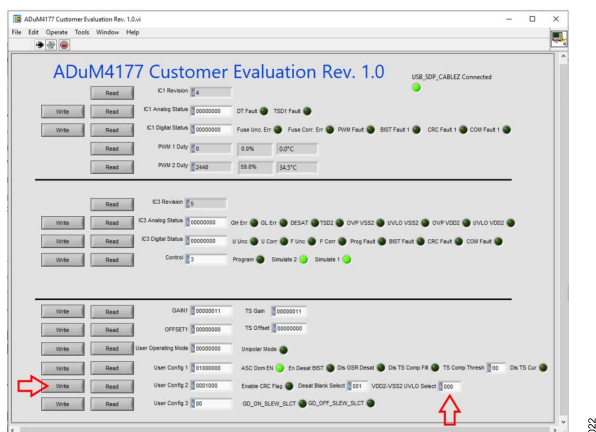 ADuM4177 Customer Evaluation Rev. 1.0.vi
File Edit Operate Tools Window Help
ADuM4177 Customer Evaluation Rev. 1.0
USB_SDP_CABLEZ Connected
Read IC1 Revision 4
Write Read IC1 Analog Status 00000000 DT Fault TSD1 Fault
Write Read IC1 Digital Status 00000000 Fuse Unc. Err Fuse Corr. Err PWM Fault BIST Fault 1 CRC Fault 1 COM Fault 1
Read PWM 1 Duty 0 0.0% 0.0°C
Read PWM 2 Duty 2448 59.8% 34.5°C
Read IC3 Revision 5
Write Read IC3 Analog Status 00000000 GH Err GL Err DESAT TSD2 OVP VSS2 UVLO VSS2 OVP VDD2 UVLO VDD2
Write Read IC3 Digital Status 00000000 U Unc U Corr F Unc F Corr Prog Fault BIST Fault CRC Fault COM Fault
Write Read Control 3 Program Simulate 2 Simulate 1
Write Read GAIN1 00000011 TS Gain 00000011
Write Read OFFSET1 00000000 TS Offset 00000000
Write Read User Operating Mode 00000000 Unipolar Mode
Write Read User Config 1 01000000 ASC Dom EN En Desat BIST Dis OSR Desat Dis TS Comp Flt TS Comp Thresh 00 Dis TS Cur
Write Read User Config 2 0001000 Enable CRC Flag Desat Blank Select 001 VDD2-VSS2 UVLO Select 000
Write Read User Config 3 00 GD_ON_SLEW_SLCT GD_OFF_SLEW_SLCT
022